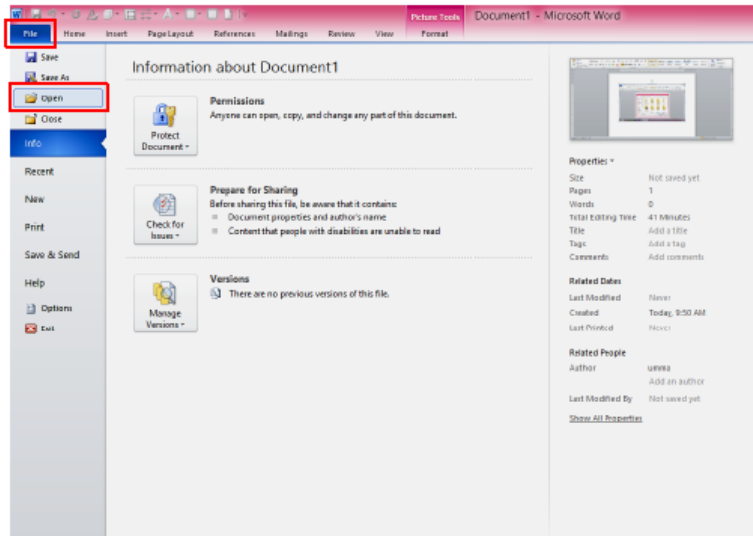 Picture Tools
Document1 - Microsoft Word
File Home Insert Page Layout References Mailings Review View Format
Save
Save As
Open
Close
Info
Recent
New
Print
Save & Send
Help
Options
Exit
Information about Document1
Protect
Document
Permissions
Anyone can open, copy, and change any part of this document.
Check for
Issues
Prepare for Sharing
Before sharing this file, be aware that it contains:
Document properties and author's name
Content that people with disabilities are unable to read
Manage
Versions
Versions
There are no previous versions of this file.
Properties
Size Not saved yet
Pages 1
Words 0
Total Editing Time 41 Minutes
Title Add a title
Tags Add a tag
Comments Add comments
Related Dates
Last Modified Never
Created Today, 9:50 AM
Last Printed Never
Related People
Author umma
Add an author
Last Modified By Not saved yet
Show All Properties